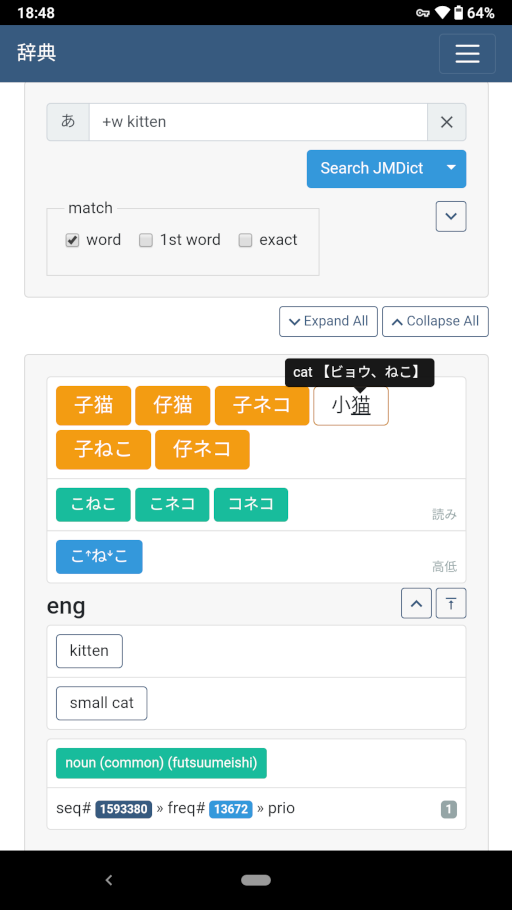 18:48
64%
辞典
あ +w kitten
Search JMDict
match
word 1st word exact
Expand All Collapse All
cat 【ビョウ、ねこ】
子猫 仔猫 子ネコ 小猫
子ねこ 仔ネコ
こねこ こネコ コネコ
読み
こ↑ね↓こ
高低
eng
kitten
small cat
noun (common) (futsuumeishi)
seq# 1593380 » freq# 13672 » prio 1